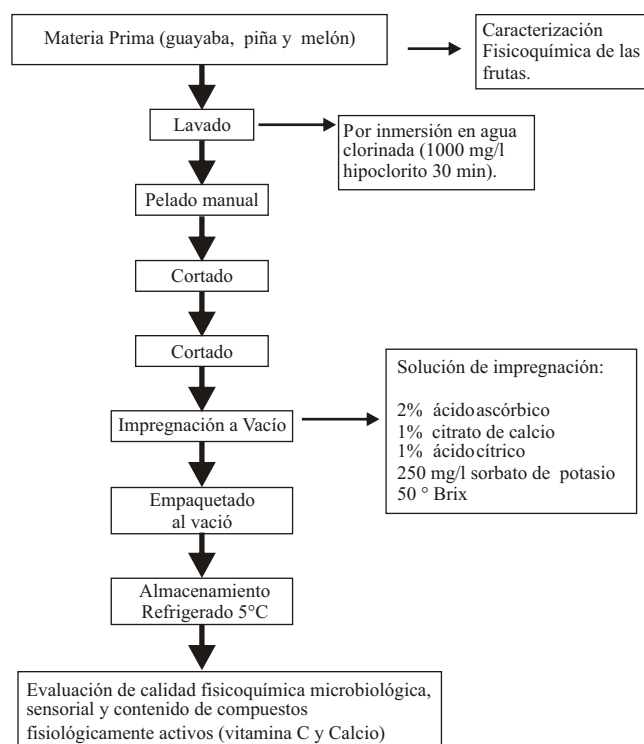 Materia Prima (guayaba, piña y melón)
Caracterización
Fisicoquímica de las
frutas.
Lavado
Por inmersión en agua
clorinada (1000 mg/l
hipoclorito 30 min).
Pelado manual
Cortado
Cortado
Impregnación a Vacío
Solución de impregnación:
2% ácido ascórbico
1% citrato de calcio
1% ácido cítrico
250 mg/l sorbato de potasio
50 ° Brix
Empaquetado
al vació
Almacenamiento
Refrigerado 5°C
Evaluación de calidad fisicoquímica microbiológica,
sensorial y contenido de compuestos
fisiológicamente activos (vitamina C y Calcio)